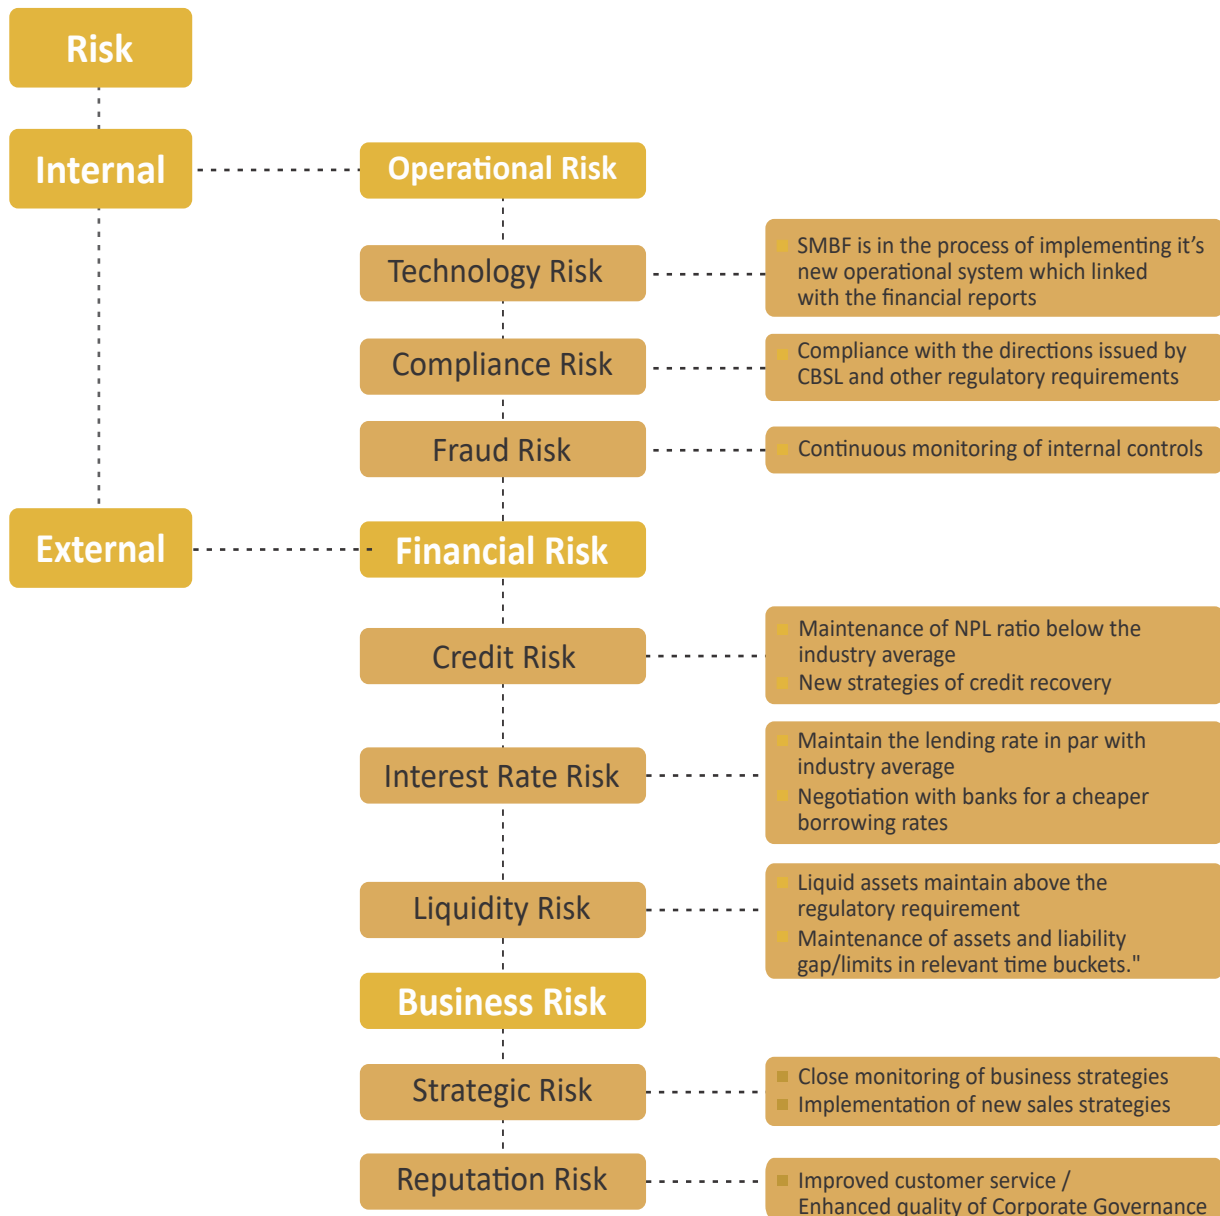 Risk
Internal
Operational Risk
Technology Risk
SMBF is in the process of implementing it’s
new operational system which linked
with the financial reports
Compliance Risk
Compliance with the directions issued by
CBSL and other regulatory requirements
Fraud Risk
Continuous monitoring of internal controls
External
Financial Risk
Credit Risk
Maintenance of NPL ratio below the
industry average
New strategies of credit recovery
Interest Rate Risk
Maintain the lending rate in par with
industry average
Negotiation with banks for a cheaper
borrowing rates
Liquidity Risk
Liquid assets maintain above the
regulatory requirement
Maintenance of assets and liability
gap/limits in relevant time buckets."
Business Risk
Strategic Risk
Close monitoring of business strategies
Implementation of new sales strategies
Reputation Risk
Improved customer service /
Enhanced quality of Corporate Governance